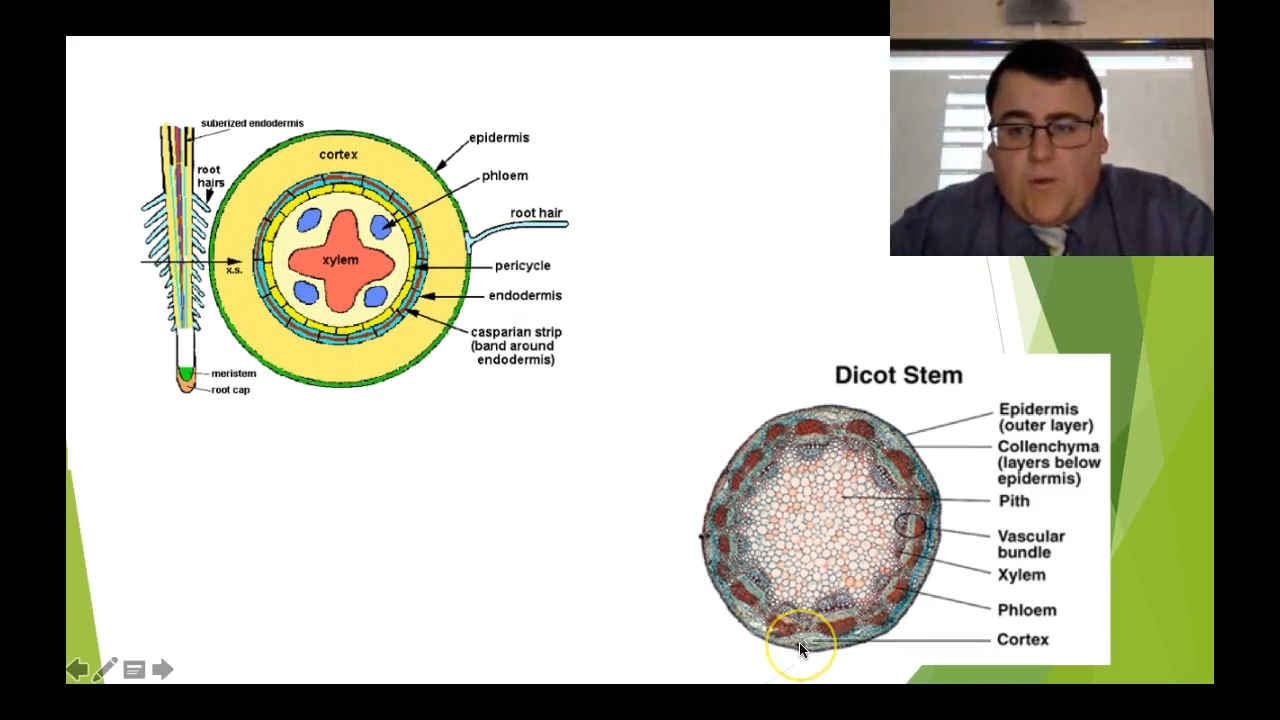 suberized endodermis
root
hairs
x.s.
meristem
root cap
cortex
xylem
epidermis
phloem
root hair
pericycle
endodermis
casparian strip
(band around
endodermis)
Dicot Stem
Epidermis
(outer layer)
Collenchyma
(layers below
epidermis)
Pith
Vascular
bundle
Xylem
Phloem
Cortex